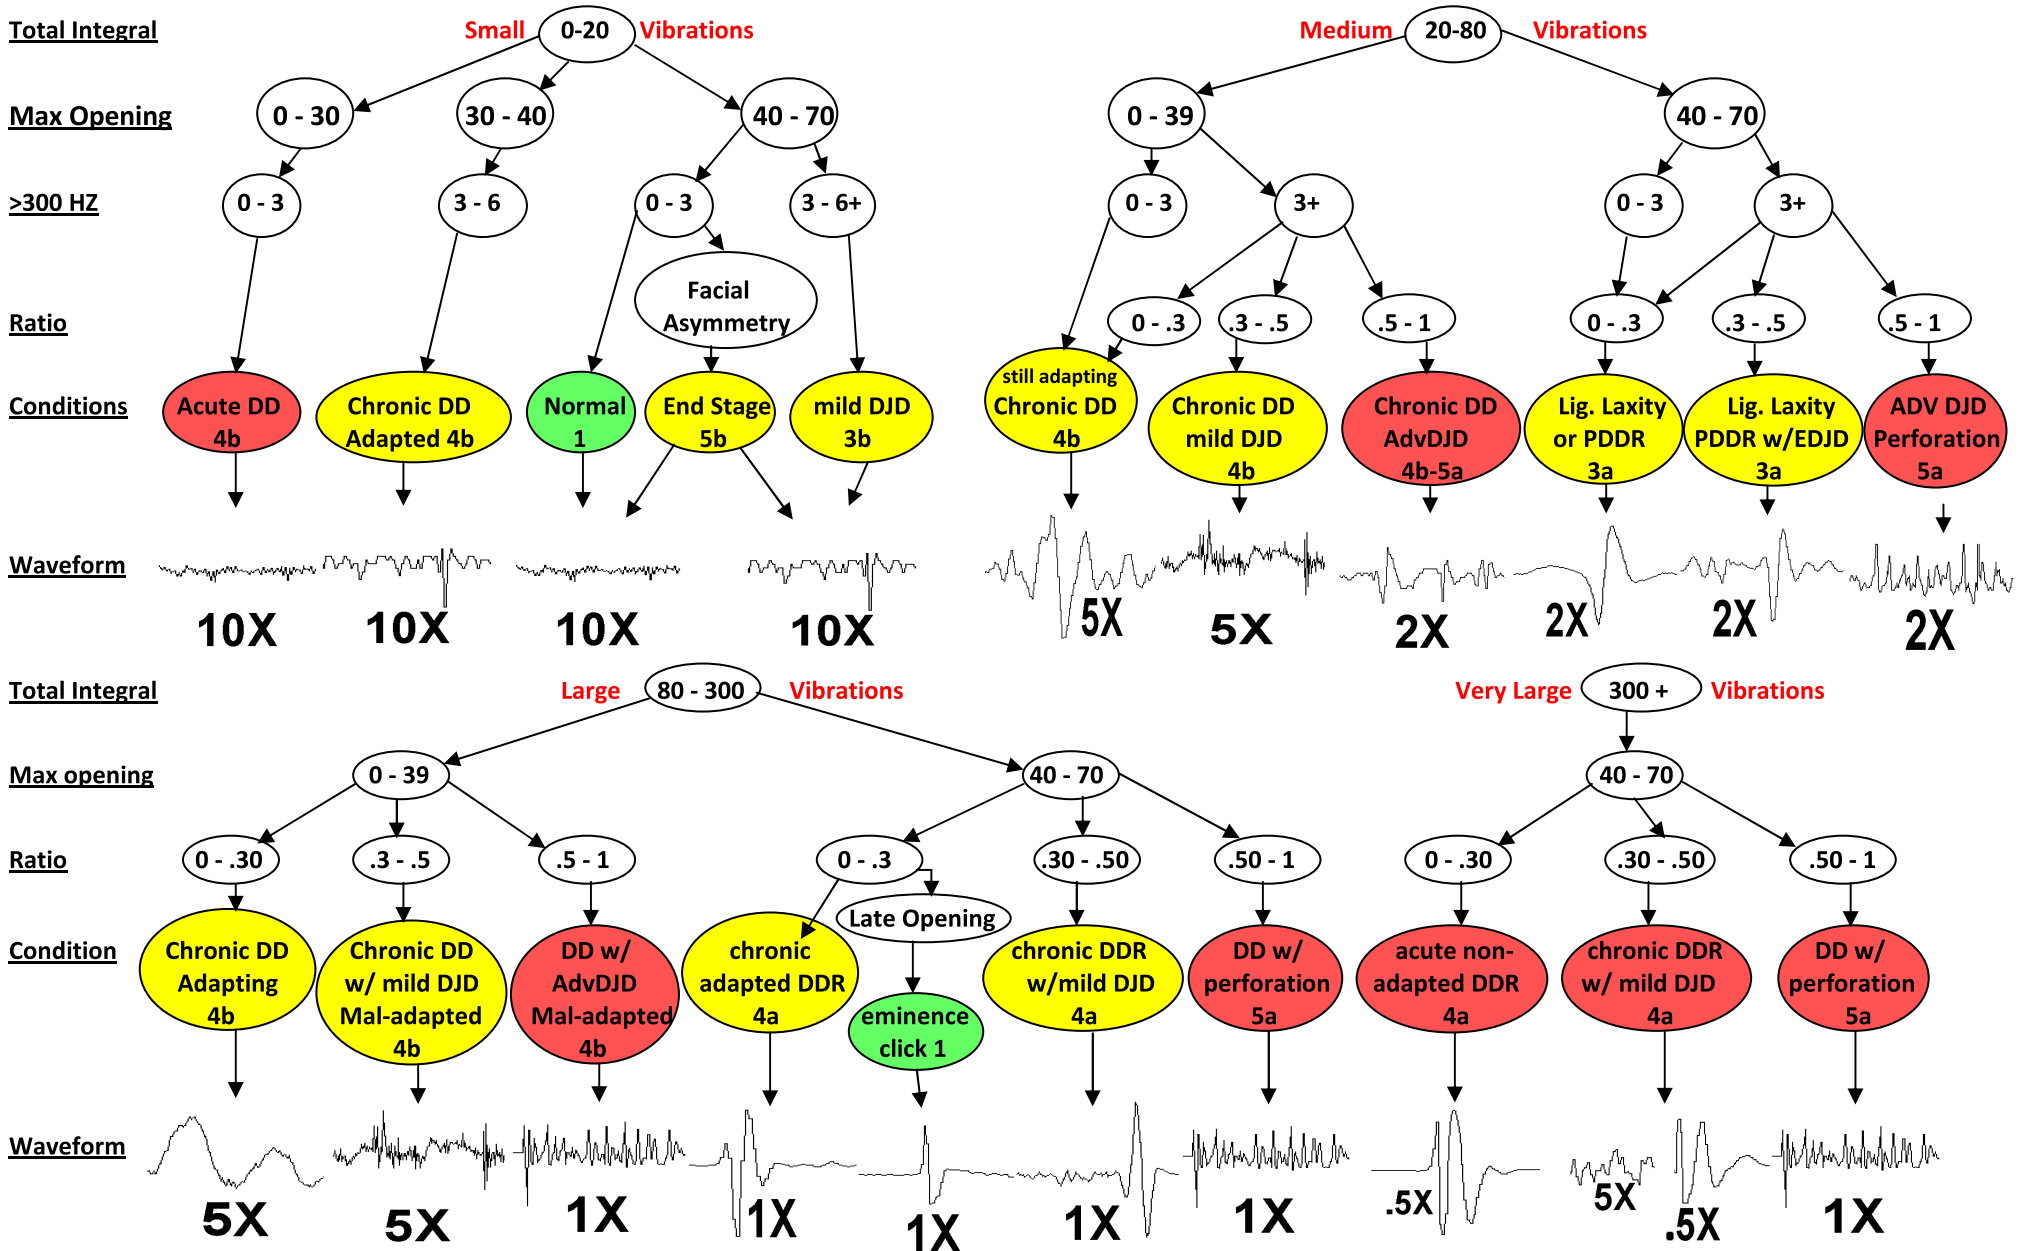 Total Integral
Small
0-20
Vibrations
Medium
20-80
Vibrations
Max Opening
0 - 30
30 - 40
40 - 70
0 - 39
40 - 70
>300 HZ
0 - 3
3 - 6
0 - 3
3 - 6+
0 - 3
3+
0 - 3
3+
Facial
Asymmetry
Ratio
0 - .3
.3 - .5
.5 - 1
0 - .3
.3 - .5
.5 - 1
Conditions
Acute DD
4b
Chronic DD
Adapted 4b
Normal
1
End Stage
5b
mild DJD
3b
still adapting
Chronic DD
4b
Chronic DD
mild DJD
4b
Chronic DD
AdvDJD
4b-5a
Lig. Laxity
or PDDR
3a
Lig. Laxity
PDDR w/EDJD
3a
ADV DJD
Perforation
5a
Waveform
10X
10X
10X
10X
5X
5X
2X
2X
2X
2X
Total Integral
Large
80 - 300
Vibrations
Very Large
300 +
Vibrations
Max opening
0 - 39
40 - 70
40 - 70
Ratio
0 - .30
.3 - .5
.5 - 1
0 - .3
.30 - .50
.50 - 1
0 - .30
.30 - .50
.50 - 1
Late Opening
Condition
Chronic DD
Adapting
4b
Chronic DD
w/ mild DJD
Mal-adapted
4b
DD w/
AdvDJD
Mal-adapted
4b
chronic
adapted DDR
4a
eminence
click 1
chronic DDR
w/mild DJD
4a
DD w/
perforation
5a
acute non-
adapted DDR
4a
chronic DDR
w/ mild DJD
4a
DD w/
perforation
5a
Waveform
5X
5X
1X
1X
1X
1X
1X
.5X
5X
.5X
1X